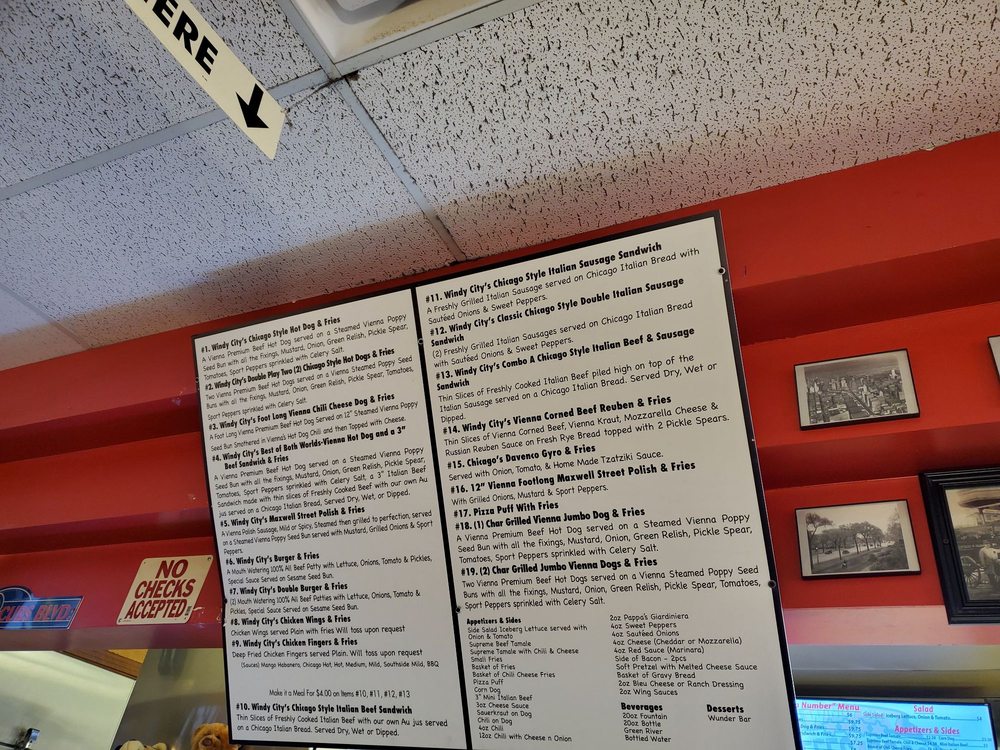 ERE
#1. Windy City's Chicago Style Hot Dog & Fries
A Vienna Premium Beef Hot Dog served on a Steamed Vienna Poppy
Seed Bun with all the fixings, Mustard, Onion, Green Relish, Pickle Spear,
Tomatoes, Sport Peppers sprinkled with Celery Salt.
#2. Windy City's Double Play Two (2) Chicago Style Hot Dogs & Fries
Two Vienna Premium Beef Hot Dogs served on a Steamed Vienna Poppy Seed
Buns with all the fixings, Mustard, Onion, Green Relish, Pickle Spear, Tomatoes,
Sport Peppers sprinkled with Celery Salt.
#3. Windy City's Foot Long Vienna Chili Cheese Dog & Fries
A Foot Long Vienna Premium Beef Hot Dog Served on 12" Steamed Vienna Poppy
Seed Bun Smothered in Vienna's Hot Dog Chili and then Topped with Cheese.
#4. Windy City's Best of Both Worlds-Vienna Hot Dog and a 3"
Beef Sandwich & Fries
A Vienna Premium Beef Hot Dog served on a Steamed Vienna Poppy
Seed Bun with all the fixings, Mustard, Onion, Green Relish, Pickle Spear,
Tomatoes, Sport Peppers sprinkled with Celery Salt, a 3" Italian Beef
Sandwich made with thin slices of Freshly Cooked Beef with our own Au
jus served on a Chicago Italian Bread, Served Dry, Wet, or Dipped.
#5. Windy City's Maxwell Street Polish & Fries
A Vienna Polish Sausage, Mild or Spicy, Steamed then grilled to perfection, served
on a Steamed Vienna Poppy Seed Bun served with Mustard, Grilled Onions & Sport
Peppers.
#6. Windy City's Burger & Fries
A Mouth Watering 100% All Beef Patty with Lettuce, Onions, Tomato & Pickles,
Special Sauce Served on Sesame Seed Bun.
#7. Windy City's Double Burger & Fries
(2) Mouth Watering 100% All Beef Patties with Lettuce, Onions, Tomato &
Pickles, Special Sauce Served on Sesame Seed Bun.
#8. Windy City's Chicken Wings & Fries
Chicken Wings served Plain with fries Will toss upon request
#9. Windy City's Chicken Fingers & Fries
Deep Fried Chicken Fingers served Plain. Will toss upon request
(Sauces) Mango Habanero, Chicago Hot, Hot, Medium, Mild, Southside Mild, BBQ
Make it a Meal For $4.00 on Items #10, #11, #12, #13
#10. Windy City's Chicago Style Italian Beef Sandwich
Thin Slices of Freshly Cooked Italian Beef with our own Au jus served
on a Chicago Italian Bread, Served Dry, Wet, or Dipped.
#11. Windy City's Chicago Style Italian Sausage Sandwich
A Freshly Grilled Italian Sausage served on Chicago Italian Bread with
Sautéed Onions & Sweet Peppers.
#12. Windy City's Classic Chicago Style Double Italian Sausage
Sandwich
(2) Freshly Grilled Italian Sausages served on Chicago Italian Bread
with Sautéed Onions & Sweet Peppers.
#13. Windy City's Combo A Chicago Style Italian Beef & Sausage
Sandwich
Thin Slices of Freshly Cooked Italian Beef piled high on top of the
Italian Sausage served on a Chicago Italian Bread. Served Dry, Wet or
Dipped.
#14. Windy City's Vienna Corned Beef Reuben & Fries
Thin Slices of Vienna Corned Beef, Vienna Kraut, Mozzarella Cheese &
Russian Reuben Sauce on Fresh Rye Bread topped with 2 Pickle Spears.
#15. Chicago's Davenco Gyro & Fries
Served with Onion, Tomato, & Home Made Tzatziki Sauce.
#16. 12" Vienna Footlong Maxwell Street Polish & Fries
With Grilled Onions, Mustard & Sport Peppers.
#17. Pizza Puff With Fries
#18. (1) Char Grilled Vienna Jumbo Dog & Fries
A Vienna Premium Beef Hot Dog served on a Steamed Vienna Poppy
Seed Bun with all the fixings, Mustard, Onion, Green Relish, Pickle Spear,
Tomatoes, Sport Peppers sprinkled with Celery Salt.
#19. (2) Char Grilled Jumbo Vienna Dogs & Fries
Two Vienna Premium Beef Hot Dogs served on a Steamed Vienna Poppy Seed
Buns with all the fixings, Mustard, Onion, Green Relish, Pickle Spear, Tomatoes,
Sport Peppers sprinkled with Celery Salt.
Appetizers & Sides
Side Salad Iceberg Lettuce served with
Onion & Tomato
Supreme Beef Tamale
Supreme Tamale with Chili & Cheese
Small Fries
Basket of Fries
Basket of Chili Cheese Fries
Pizza Puff
Corn Dog
3" Mini Italian Beef
3oz Cheese Sauce
Sauerkraut on Dog
Chili on Dog
4oz Chili
12oz Chili with Cheese n Onion
2oz Pappa's Giardiniera
4oz Sweet Peppers
4oz Sautéed Onions
4oz Cheese (Cheddar or Mozzarella)
4oz Red Sauce (Marinara)
Side of Bacon - 2pcs
Soft Pretzel with Melted Cheese Sauce
Basket of Gravy Bread
2oz Bleu Cheese or Ranch Dressing
2oz Wing Sauces
Beverages
20oz Fountain
20oz Bottle
Green River
Bottled Water
Desserts
Wunder Bar
NO
CHECKS
ACCEPTED
CUBS BLVD
Number" Menu
Salad
Side Salad Iceberg Lettuce, Onion & Tomato
Appetizers & Sides